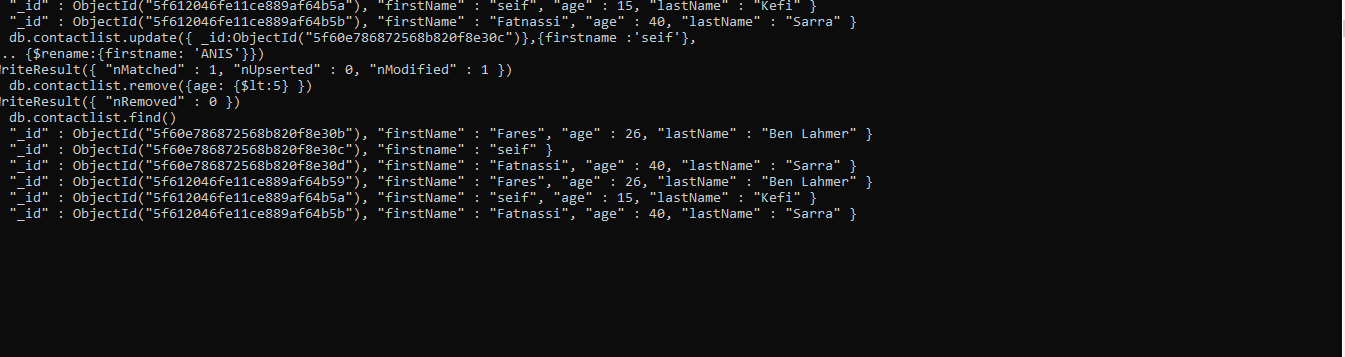 "_id" : ObjectId("5f612046fe11ce889af64b5a"), "firstName" : "seif", "age" : 15, "lastName" : "Kefi" }
"_id" : ObjectId("5f612046fe11ce889af64b5b"), "firstName" : "Fatnassi", "age" : 40, "lastName" : "Sarra" }
db.contactlist.update({ _id:ObjectId("5f60e786872568b820f8e30c")},{firstname :'seif'},
.. {$rename:{firstname: 'ANIS'}})
riteResult({ "nMatched" : 1, "nUpserted" : 0, "nModified" : 1 })
db.contactlist.remove({age: {$lt:5} })
riteResult({ "nRemoved" : 0 })
db.contactlist.find()
"_id" : ObjectId("5f60e786872568b820f8e30b"), "firstName" : "Fares", "age" : 26, "lastName" : "Ben Lahmer" }
"_id" : ObjectId("5f60e786872568b820f8e30c"), "firstname" : "seif" }
"_id" : ObjectId("5f60e786872568b820f8e30d"), "firstName" : "Fatnassi", "age" : 40, "lastName" : "Sarra" }
"_id" : ObjectId("5f612046fe11ce889af64b59"), "firstName" : "Fares", "age" : 26, "lastName" : "Ben Lahmer" }
"_id" : ObjectId("5f612046fe11ce889af64b5a"), "firstName" : "seif", "age" : 15, "lastName" : "Kefi" }
"_id" : ObjectId("5f612046fe11ce889af64b5b"), "firstName" : "Fatnassi", "age" : 40, "lastName" : "Sarra" }